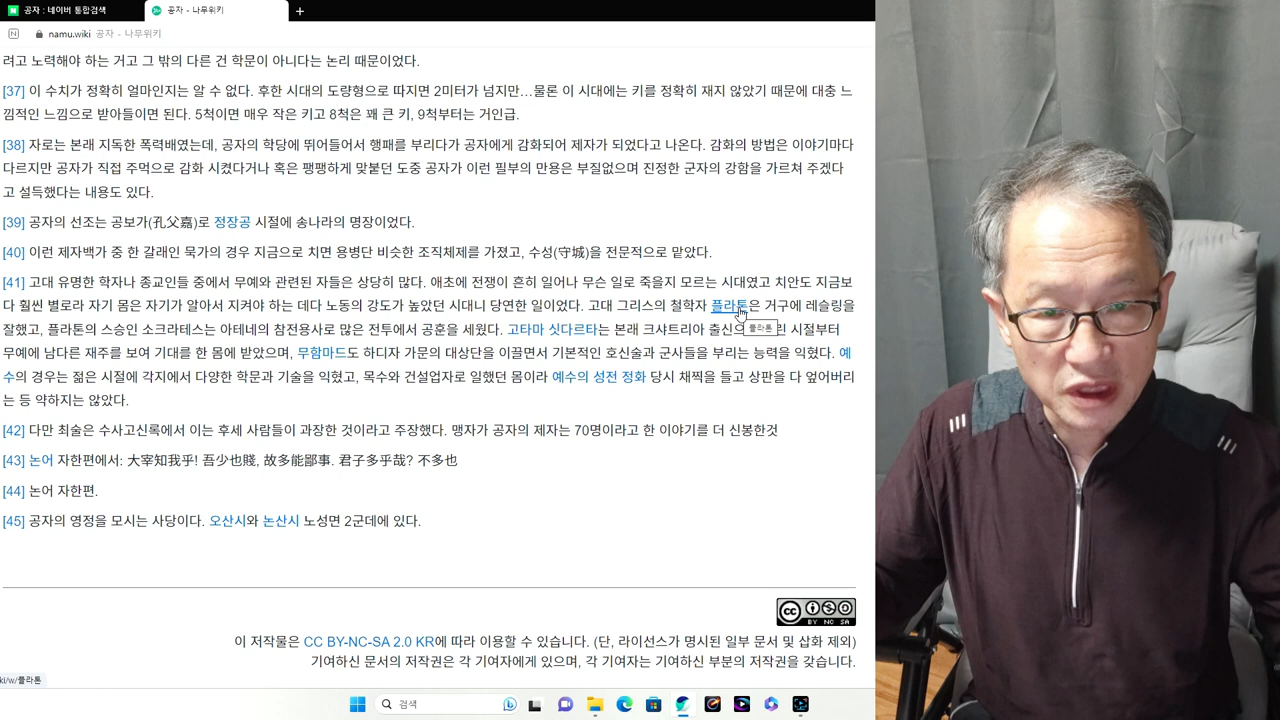 공자 : 네이버 통합검색
공자 - 나무위키
namu.wiki 공자 - 나무위키
려고 노력해야 하는 거고 그 밖의 다른 건 학문이 아니다는 논리 때문이었다.
[37] 이 수치가 정확히 얼마인지는 알 수 없다. 후한 시대의 도량형으로 따지면 2미터가 넘지만…물론 이 시대에는 키를 정확히 재지 않았기 때문에 대충 느
낌적인 느낌으로 받아들이면 된다. 5척이면 매우 작은 키고 8척은 꽤 큰 키, 9척부터는 거인급.
[38] 자로는 본래 지독한 폭력배였는데, 공자의 학당에 뛰어들어서 행패를 부리다가 공자에게 감화되어 제자가 되었다고 나온다. 감화의 방법은 이야기마다
다르지만 공자가 직접 주먹으로 감화 시켰다거나 혹은 팽팽하게 맞붙던 도중 공자가 이런 필부의 만용은 부질없으며 진정한 군자의 강함을 가르쳐 주겠다
고 설득했다는 내용도 있다.
[39] 공자의 선조는 공보가(孔父嘉)로 정장공 시절에 송나라의 명장이었다.
[40] 이런 제자백가 중 한 갈래인 묵가의 경우 지금으로 치면 용병단 비슷한 조직체제를 가졌고, 수성(守城)을 전문적으로 맡았다.
[41] 고대 유명한 학자나 종교인들 중에서 무예와 관련된 자들은 상당히 많다. 애초에 전쟁이 흔히 일어나 무슨 일로 죽을지 모르는 시대였고 치안도 지금보
다 훨씬 별로라 자기 몸은 자기가 알아서 지켜야 하는 데다 노동의 강도가 높았던 시대니 당연한 일이었다. 고대 그리스의 철학자 플라톤은 거구에 레슬링을
잘했고, 플라톤의 스승인 소크라테스는 아테네의 참전용사로 많은 전투에서 공훈을 세웠다. 고타마 싯다르타는 본래 크샤트리아 출신으 플라톤 시절부터
무예에 남다른 재주를 보여 기대를 한 몸에 받았으며, 무함마드도 하디자 가문의 대상단을 이끌면서 기본적인 호신술과 군사들을 부리는 능력을 익혔다. 예
수의 경우는 젊은 시절에 각지에서 다양한 학문과 기술을 익혔고, 목수와 건설업자로 일했던 몸이라 예수의 성전 정화 당시 채찍을 들고 상판을 다 엎어버리
는 등 약하지는 않았다.
[42] 다만 최술은 수사고신록에서 이는 후세 사람들이 과장한 것이라고 주장했다. 맹자가 공자의 제자는 70명이라고 한 이야기를 더 신봉한것
[43] 논어 자한편에서: 大宰知我乎! 吾少也賤, 故多能鄙事. 君子多乎哉? 不多也
[44] 논어 자한편.
[45] 공자의 영정을 모시는 사당이다. 오산시와 논산시 노성면 2군데에 있다.
cc BY NC SA
이 저작물은 CC BY-NC-SA 2.0 KR에 따라 이용할 수 있습니다. (단, 라이선스가 명시된 일부 문서 및 삽화 제외)
기여하신 문서의 저작권은 각 기여자에게 있으며, 각 기여자는 기여하신 부분의 저작권을 갖습니다.
ki/w/플라톤
검색